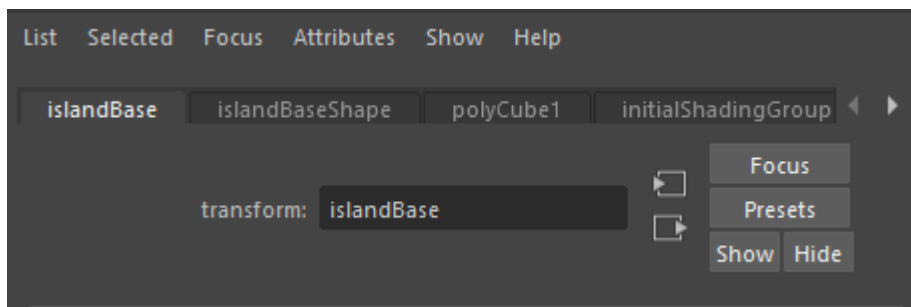 List Selected Focus Attributes Show Help
islandBase islandBaseShape polyCube1 initialShadingGroup
Focus
transform: islandBase
Presets
Show Hide